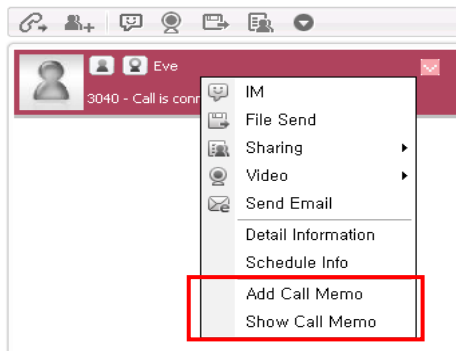 Eve
3040 - Call is conn
IM
File Send
Sharing
Video
Send Email
Detail Information
Schedule Info
Add Call Memo
Show Call Memo